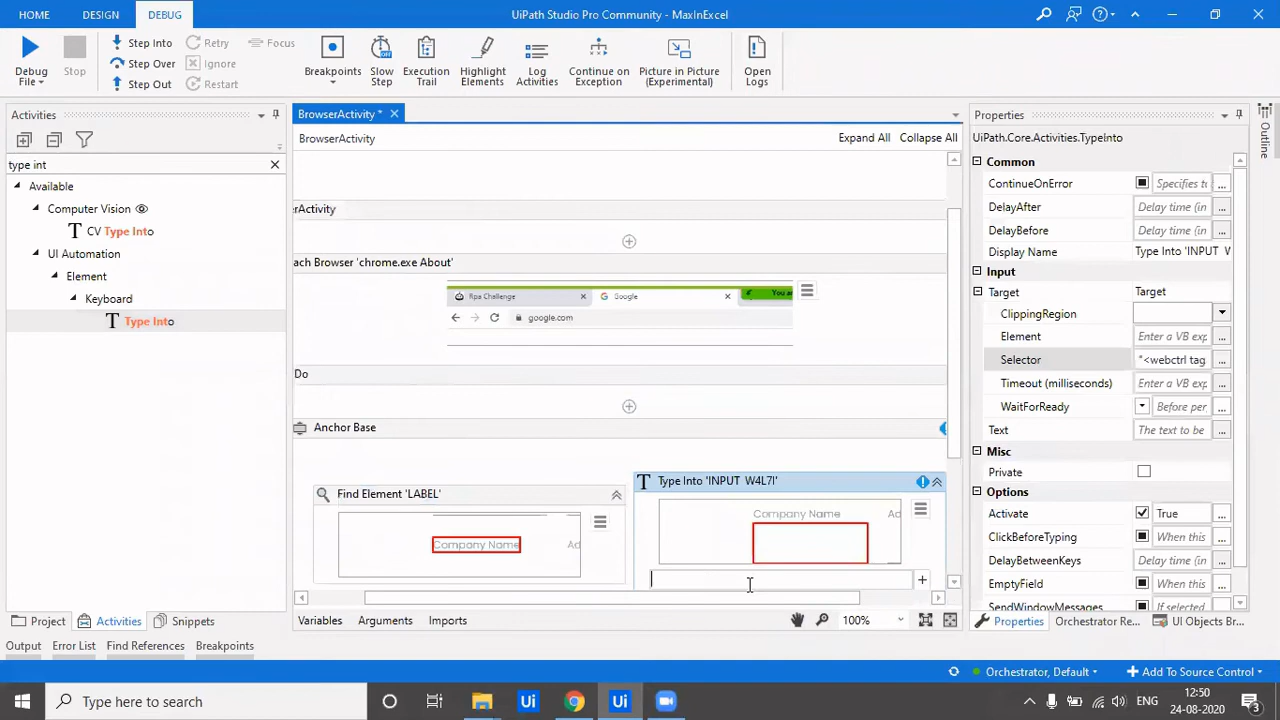 HOME
DESIGN
DEBUG
UiPath Studio Pro Community - MaxInExcel
Debug File
Stop
Step Into
Step Over
Step Out
Retry
Ignore
Restart
Focus
Breakpoints
Slow Step
Execution Trail
Highlight Elements
Log Activities
Continue on Exception
Picture in Picture (Experimental)
Open Logs
Activities
type int
Available
Computer Vision
CV Type Into
UI Automation
Element
Keyboard
Type Into
Project
Activities
Snippets
BrowserActivity *
BrowserActivity
Expand All
Collapse All
erActivity
ach Browser 'chrome.exe About'
Rpa Challenge
Google
You a
google.com
Do
Anchor Base
Find Element 'LABEL'
Company Name
Ad
Type Into 'INPUT W4L7I'
Company Name
Ad
Variables
Arguments
Imports
100%
Properties
UiPath.Core.Activities.TypeInto
Common
ContinueOnError
Specifies t
...
DelayAfter
Delay time (in
...
DelayBefore
Delay time (in
...
Display Name
Type Into 'INPUT W
Input
Target
Target
ClippingRegion
Element
Enter a VB exp
...
Selector
*<webctrl tag
...
Timeout (milliseconds)
Enter a VB exp
...
WaitForReady
Before per
...
Text
The text to be
...
Misc
Private
Options
Activate
True
...
ClickBeforeTyping
When this
...
DelayBetweenKeys
Delay time (in
...
EmptyField
When this
...
SendWindowMessages
If selected
Properties
Orchestrator Re...
UI Objects Br...
Outline
Output
Error List
Find References
Breakpoints
Orchestrator, Default
Add To Source Control
Type here to search
Ui
Ui
ENG
12:50
24-08-2020
3